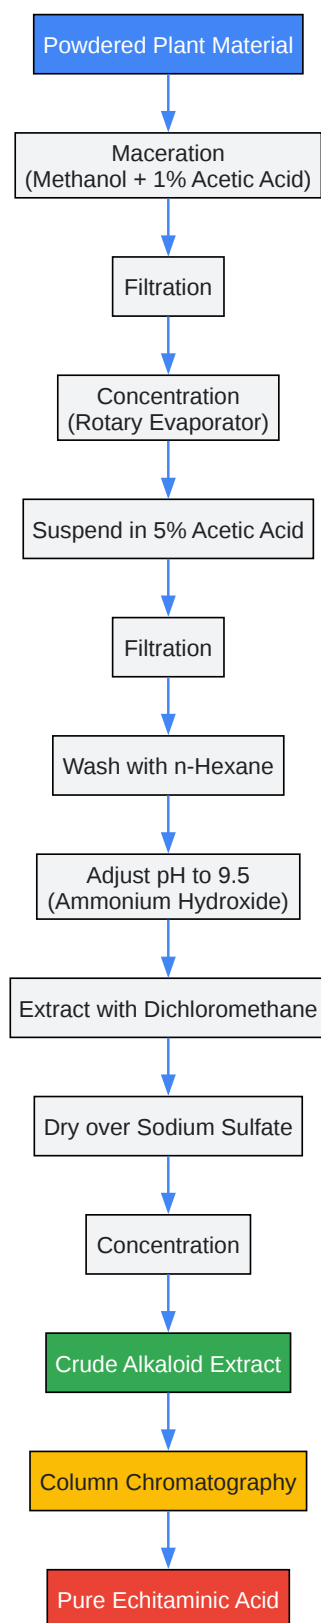 Powdered Plant Material
Maceration
(Methanol + 1% Acetic Acid)
Filtration
Concentration
(Rotary Evaporator)
Suspend in 5% Acetic Acid
Filtration
Wash with n-Hexane
Adjust pH to 9.5
(Ammonium Hydroxide)
Extract with Dichloromethane
Dry over Sodium Sulfate
Concentration
Crude Alkaloid Extract
Column Chromatography
Pure Echitaminic Acid